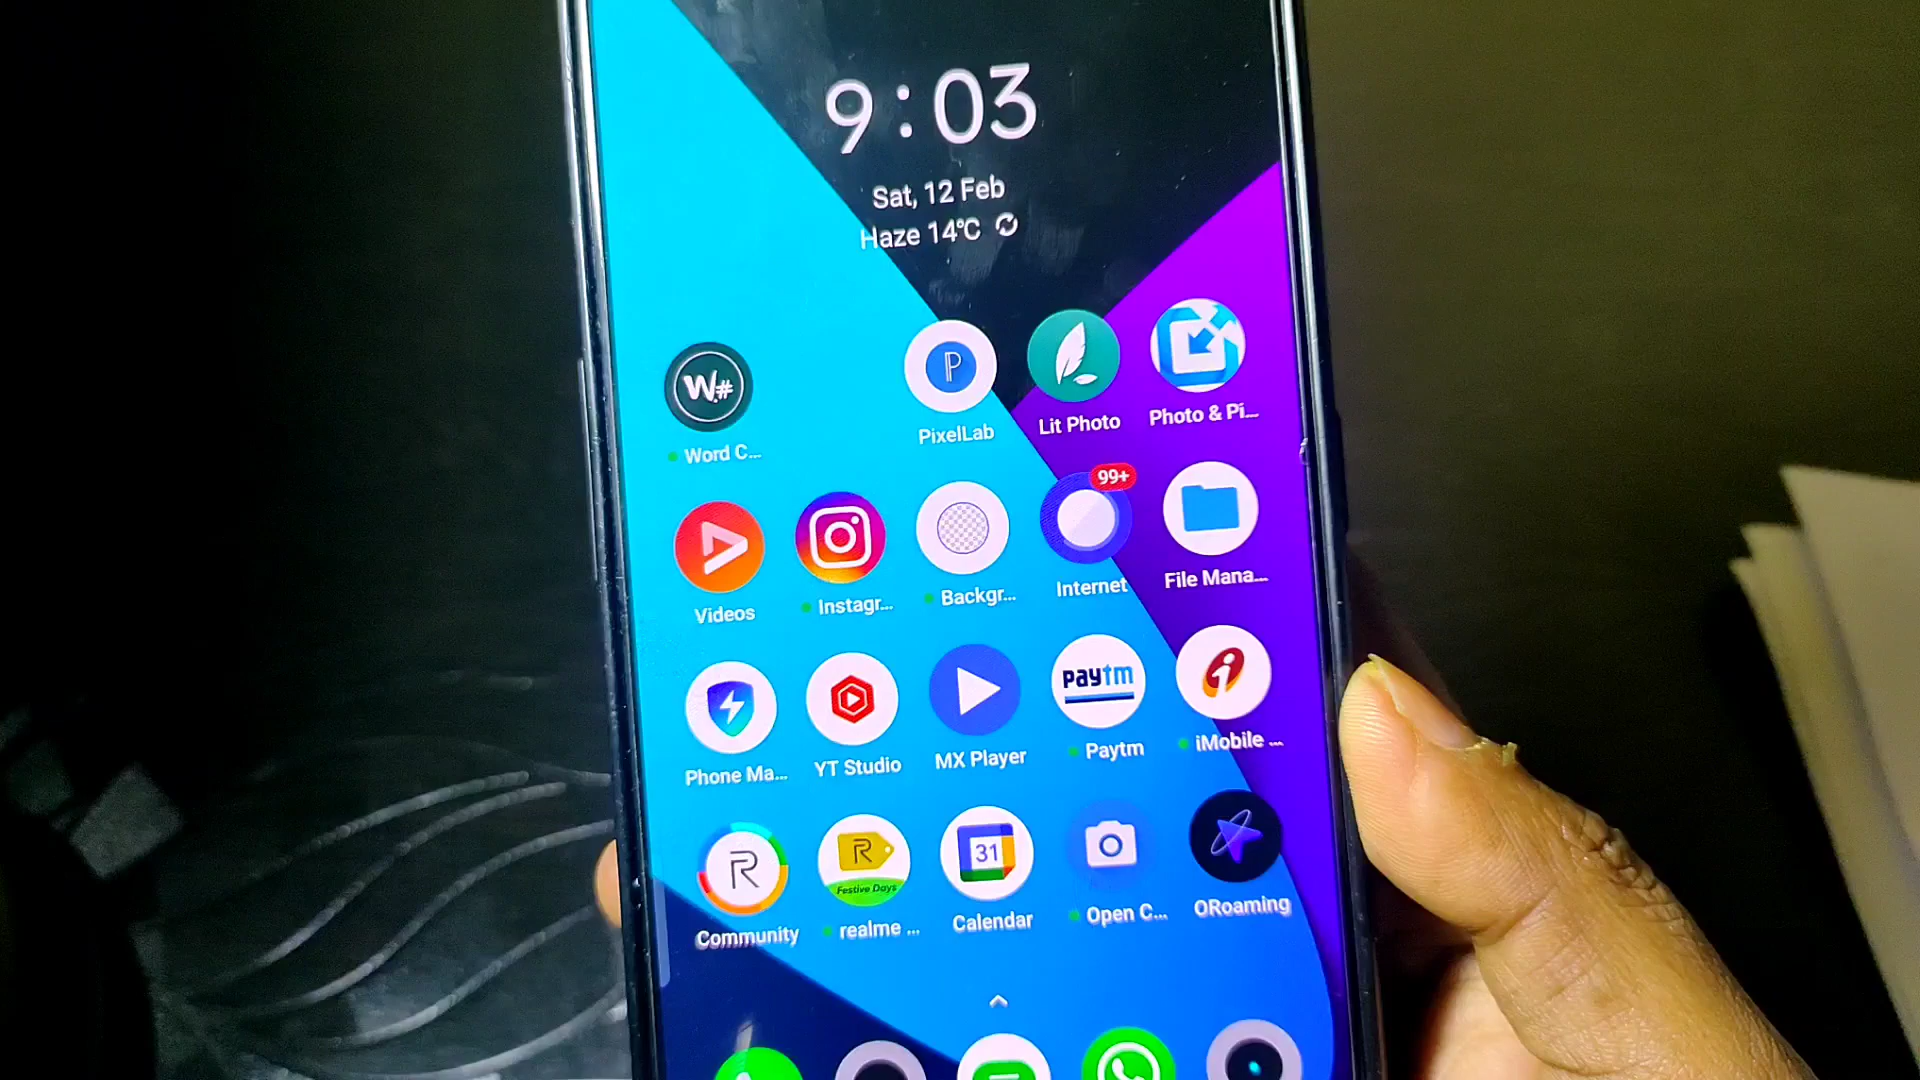 9:03
Sat, 12 Feb
Haze 14°C
W#
P
Word C...
PixelLab
Lit Photo
Photo & Pi...
99+
Videos
Instagr...
Backgr...
Internet
File Mana...
paytm
i
Phone Ma...
YT Studio
MX Player
Paytm
iMobile ...
R
R
Festive Days
31
Community
realme ...
Calendar
Open C...
ORoaming